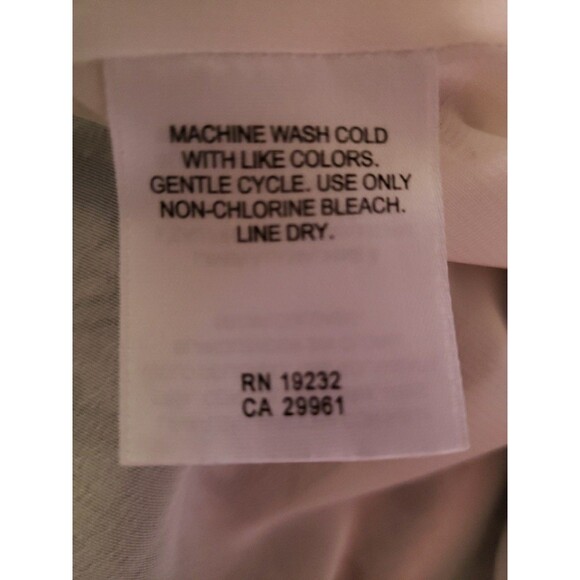 MACHINE WASH COLD
WITH LIKE COLORS.
GENTLE CYCLE. USE ONLY
NON-CHLORINE BLEACH.
LINE DRY.
RN 19232
CA 29961